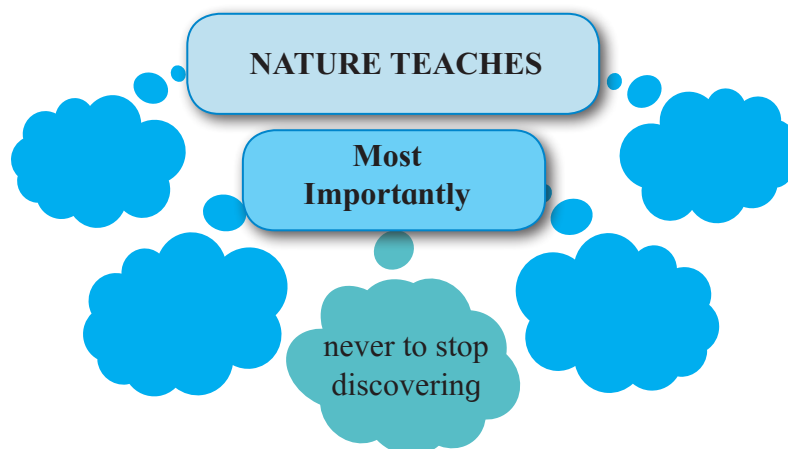 NATURE TEACHES
Most
Importantly
never to stop
discovering